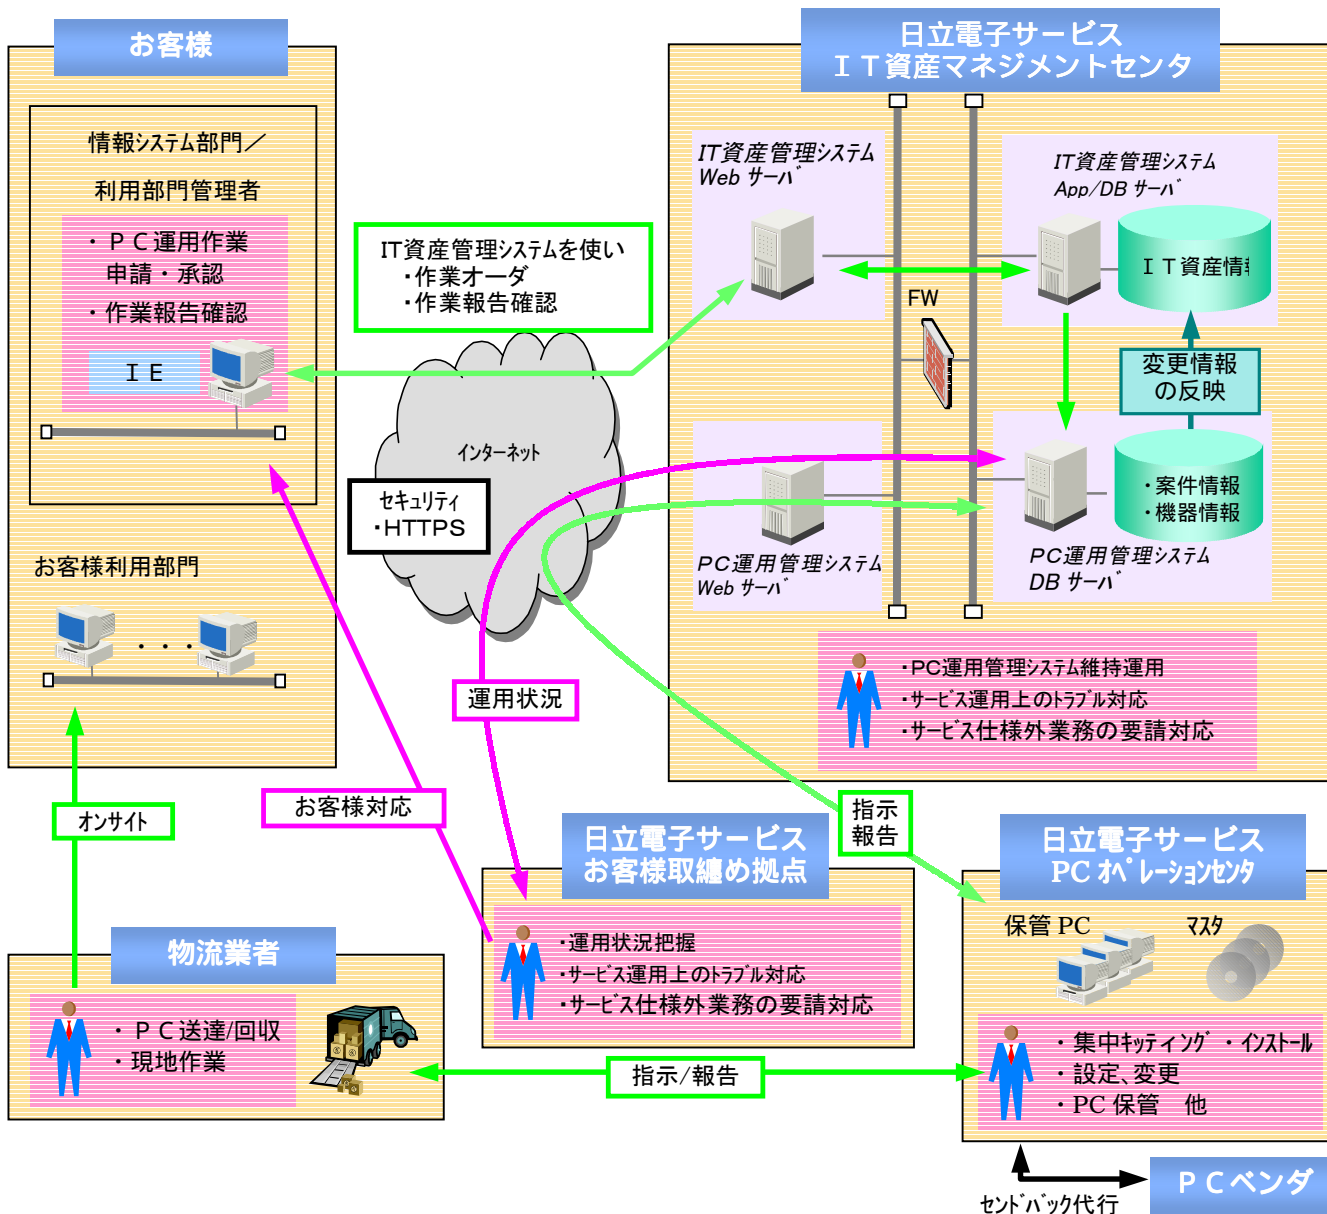 お客様
情報システム部門／
利用部門管理者
・ＰＣ運用作業
申請・承認
・作業報告確認
ＩＥ
お客様利用部門
・・・
IT資産管理システムを使い
・作業オーダ
・作業報告確認
インターネット
セキュリティ
・HTTPS
日立電子サービス
ＩＴ資産マネジメントセンタ
IT資産管理システム
Web サーバ
IT資産管理システム
App/DB サーバ
ＩＴ資産情報
FW
変更情報
の反映
・案件情報
・機器情報
PC運用管理システム
Web サーバ
PC運用管理システム
DB サーバ
・PC運用管理システム維持運用
・サービス運用上のトラブル対応
・サービス仕様外業務の要請対応
運用状況
お客様対応
オンサイト
指示
報告
日立電子サービス
お客様取纏め拠点
・運用状況把握
・サービス運用上のトラブル対応
・サービス仕様外業務の要請対応
日立電子サービス
PC オペレーションセンタ
保管 PC
マスタ
・集中キッティング・インストール
・設定、変更
・PC 保管　他
物流業者
・ＰＣ送達/回収
・現地作業
指示/報告
センドバック代行
ＰＣベンダ